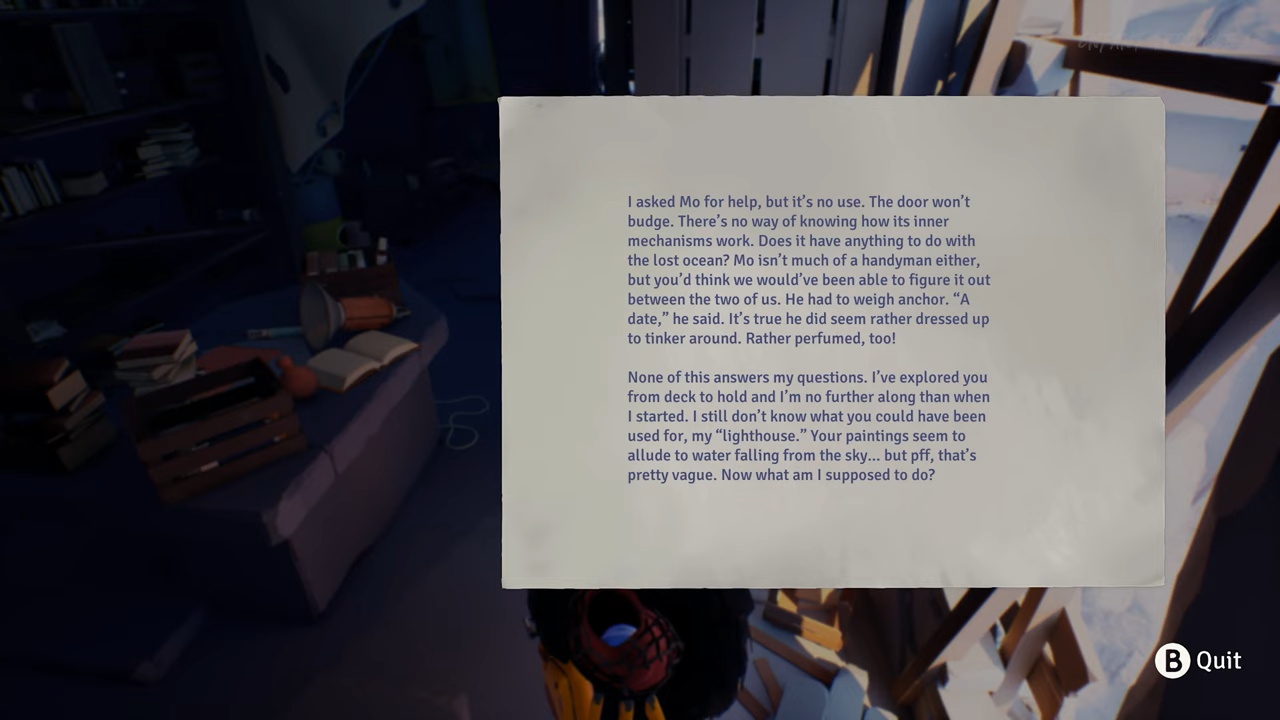 I asked Mo for help, but it's no use. The door won't
budge. There's no way of knowing how its inner
mechanisms work. Does it have anything to do with
the lost ocean? Mo isn't much of a handyman either,
but you'd think we would've been able to figure it out
between the two of us. He had to weigh anchor. “A
date,” he said. It's true he did seem rather dressed up
to tinker around. Rather perfumed, too!
None of this answers my questions. I've explored you
from deck to hold and I'm no further along than when
I started. I still don't know what you could have been
used for, my “lighthouse.” Your paintings seem to
allude to water falling from the sky... but pff, that's
pretty vague. Now what am I supposed to do?
B Quit